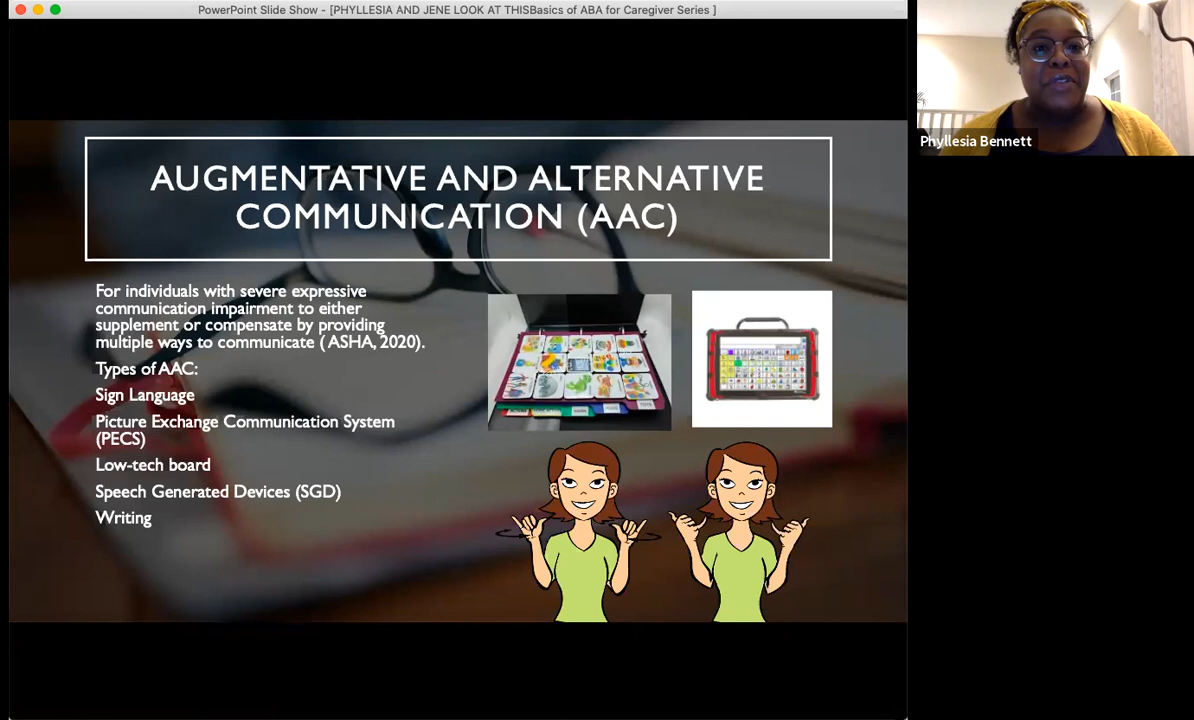 PowerPoint Slide Show - [PHYLLESIA AND JENE LOOK AT THISBasics of ABA for Caregiver Series ]
Phyllesia Bennett
AUGMENTATIVE AND ALTERNATIVE
COMMUNICATION (AAC)
For individuals with severe expressive
communication impairment to either
supplement or compensate by providing
multiple ways to communicate ( ASHA, 2020).
Types of AAC:
Sign Language
Picture Exchange Communication System
(PECS)
Low-tech board
Speech Generated Devices (SGD)
Writing